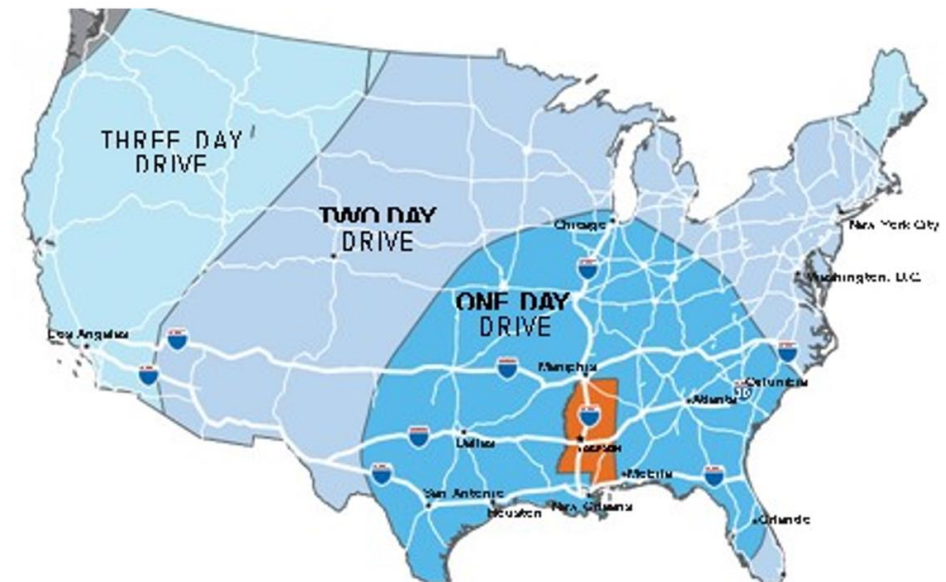 THREE DAY
DRIVE
TWO DAY
DRIVE
Chicago
New York City
Washington, D.C.
ONE DAY
DRIVE
Los Angeles
Memphis
Columbia
Atlanta
Dallas
Jackson
Mobile
San Antonio
Houston
New Orleans
Orlando